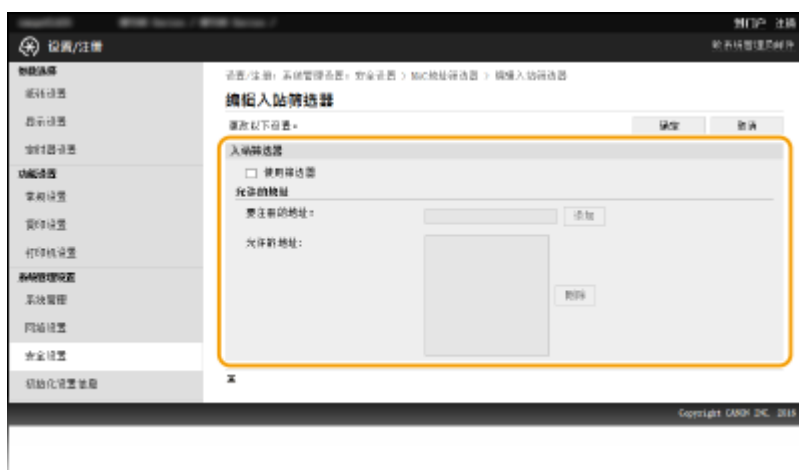 到门户 注销
设置/注册
致系统管理员邮件
纸张设置
显示设置
定时器设置
功能设置
常规设置
复印设置
打印机设置
系统管理设置
系统管理
网络设置
安全设置
初始化设置信息
设置/注册: 系统管理设置: 安全设置 > MAC地址筛选器 > 编辑入站筛选器
编辑入站筛选器
更改以下设置。
确定 取消
入站筛选器
使用筛选器
允许的地址
要注册的地址:
添加
允许的地址:
删除
Copyright CANON INC. 2015